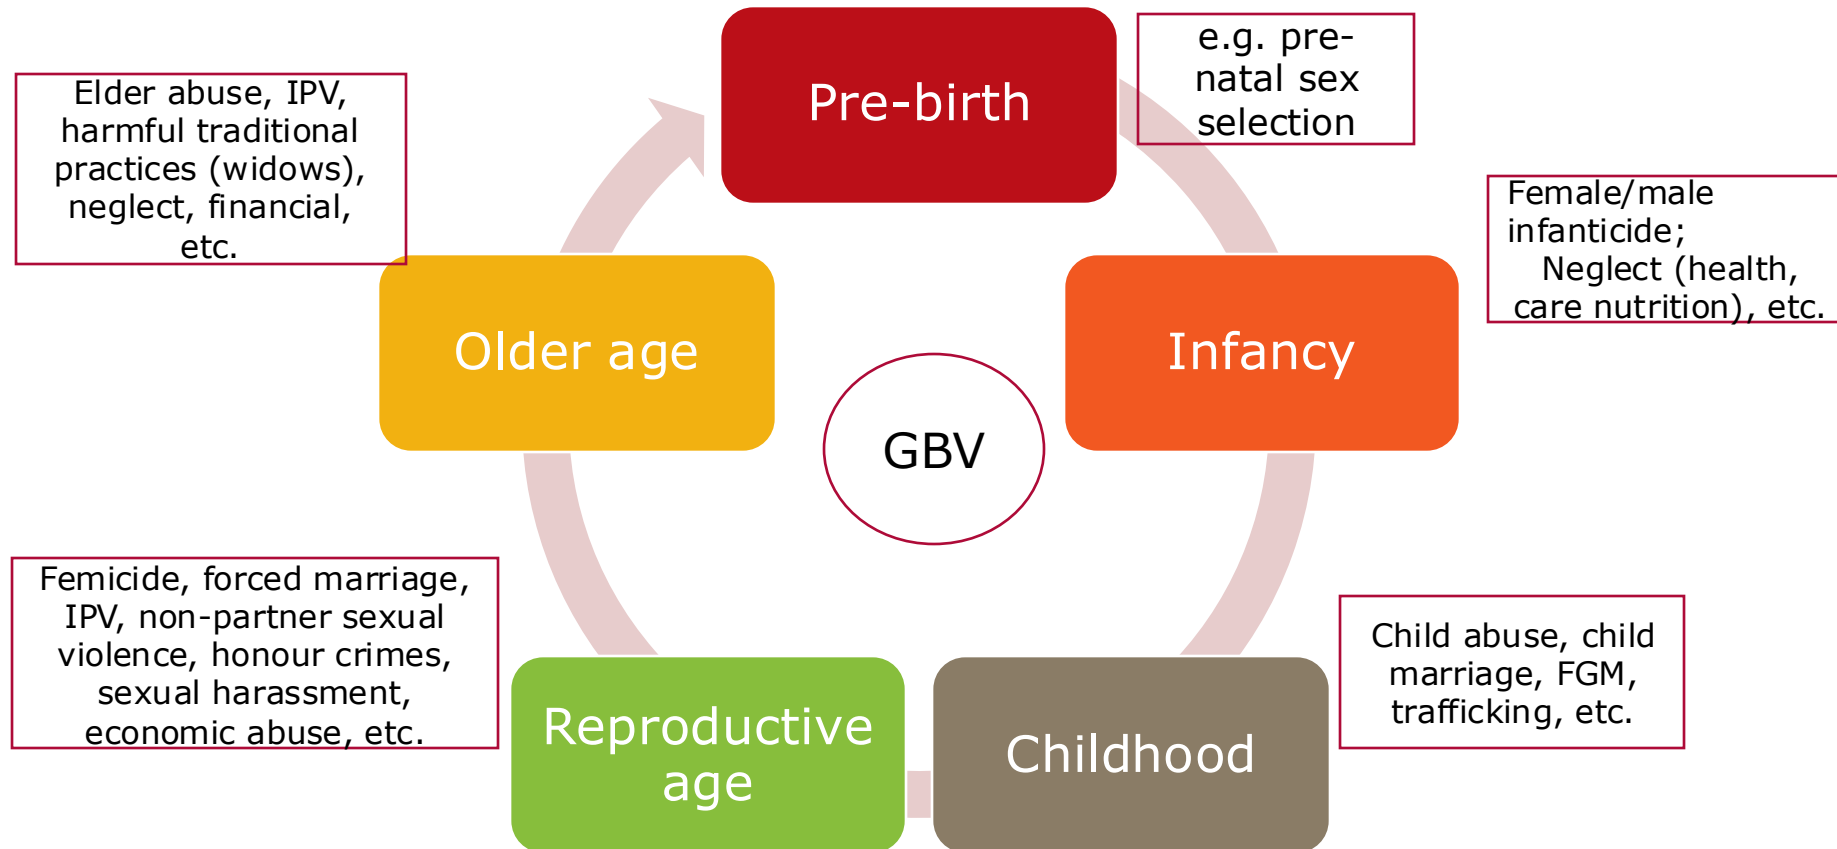 Pre-birth
e.g. pre-
natal sex
selection
Infancy
Female/male
infanticide;
Neglect (health,
care nutrition), etc.
Childhood
Child abuse, child
marriage, FGM,
trafficking, etc.
Reproductive
age
Femicide, forced marriage,
IPV, non-partner sexual
violence, honour crimes,
sexual harassment,
economic abuse, etc.
Older age
Elder abuse, IPV,
harmful traditional
practices (widows),
neglect, financial,
etc.
GBV